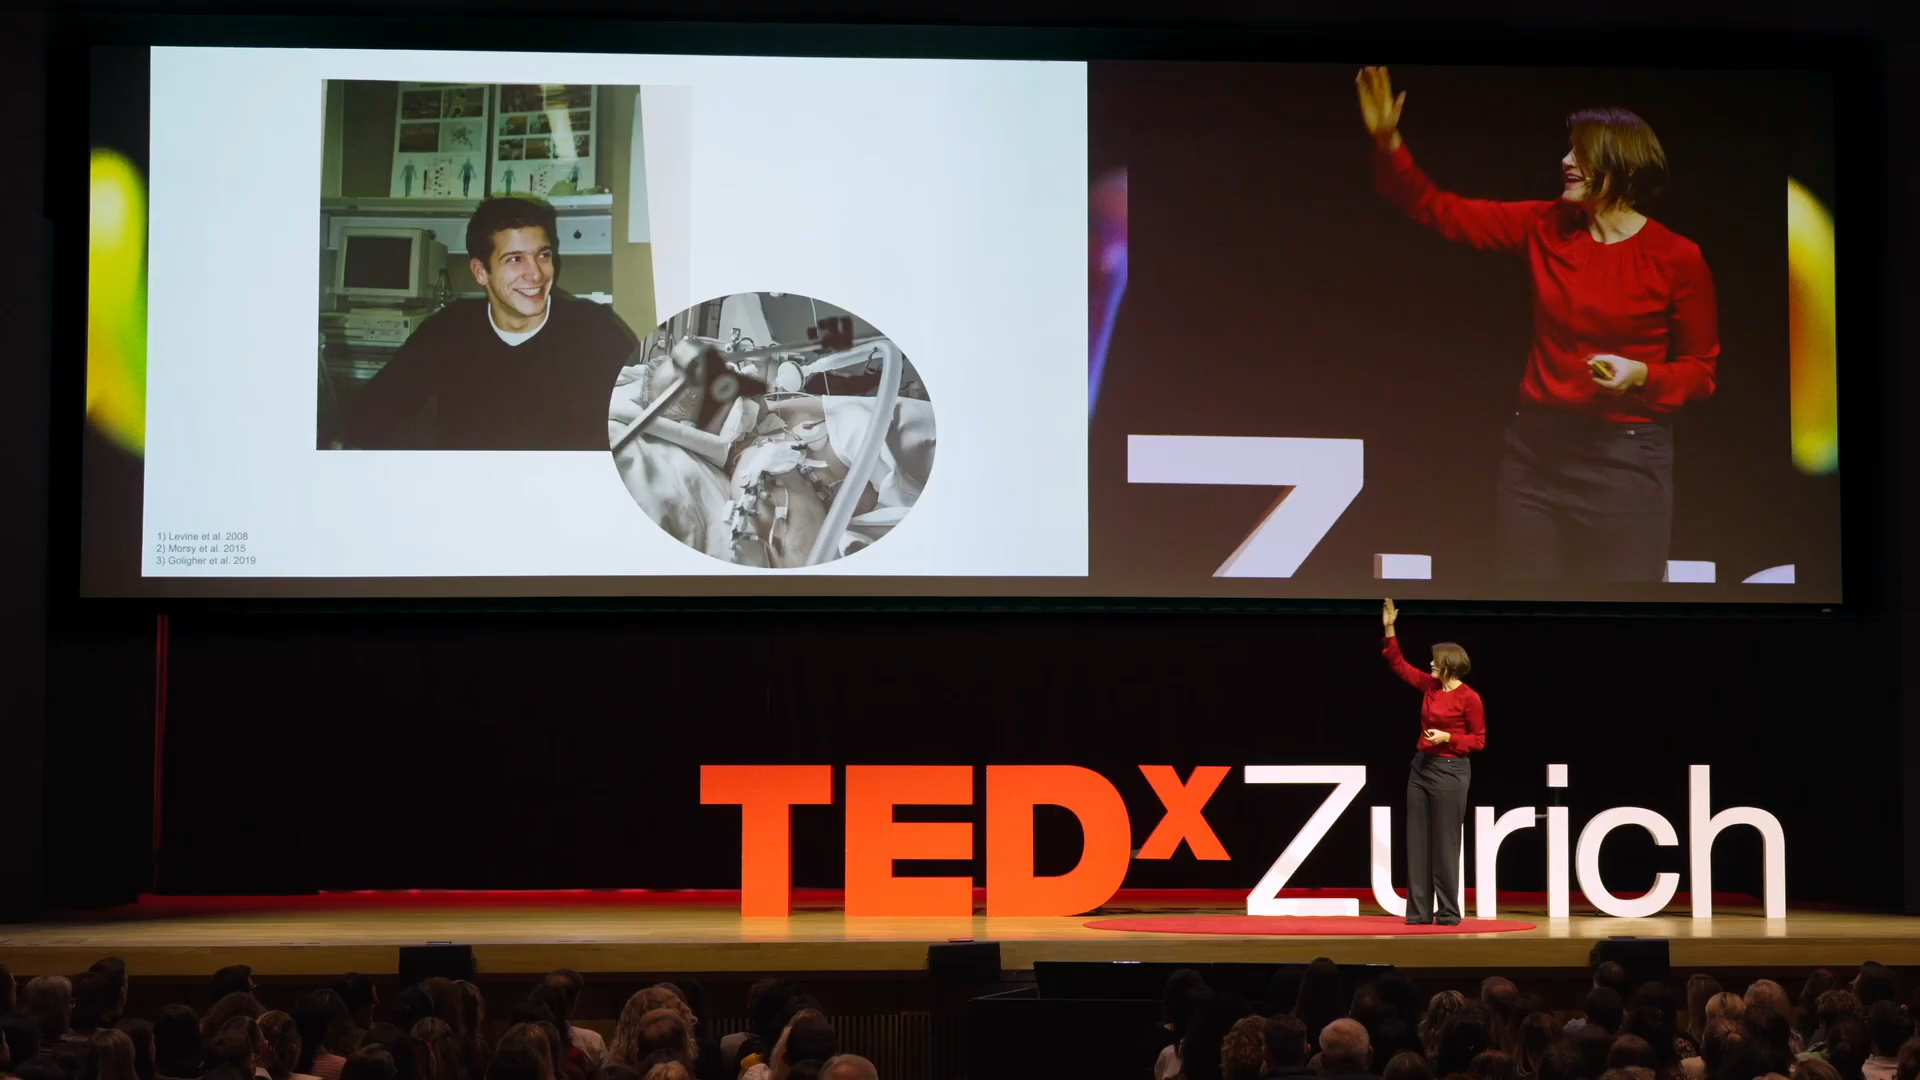 1) Levine et al. 2008
2) Morsy et al. 2015
3) Goligher et al. 2019
TEDxZurich